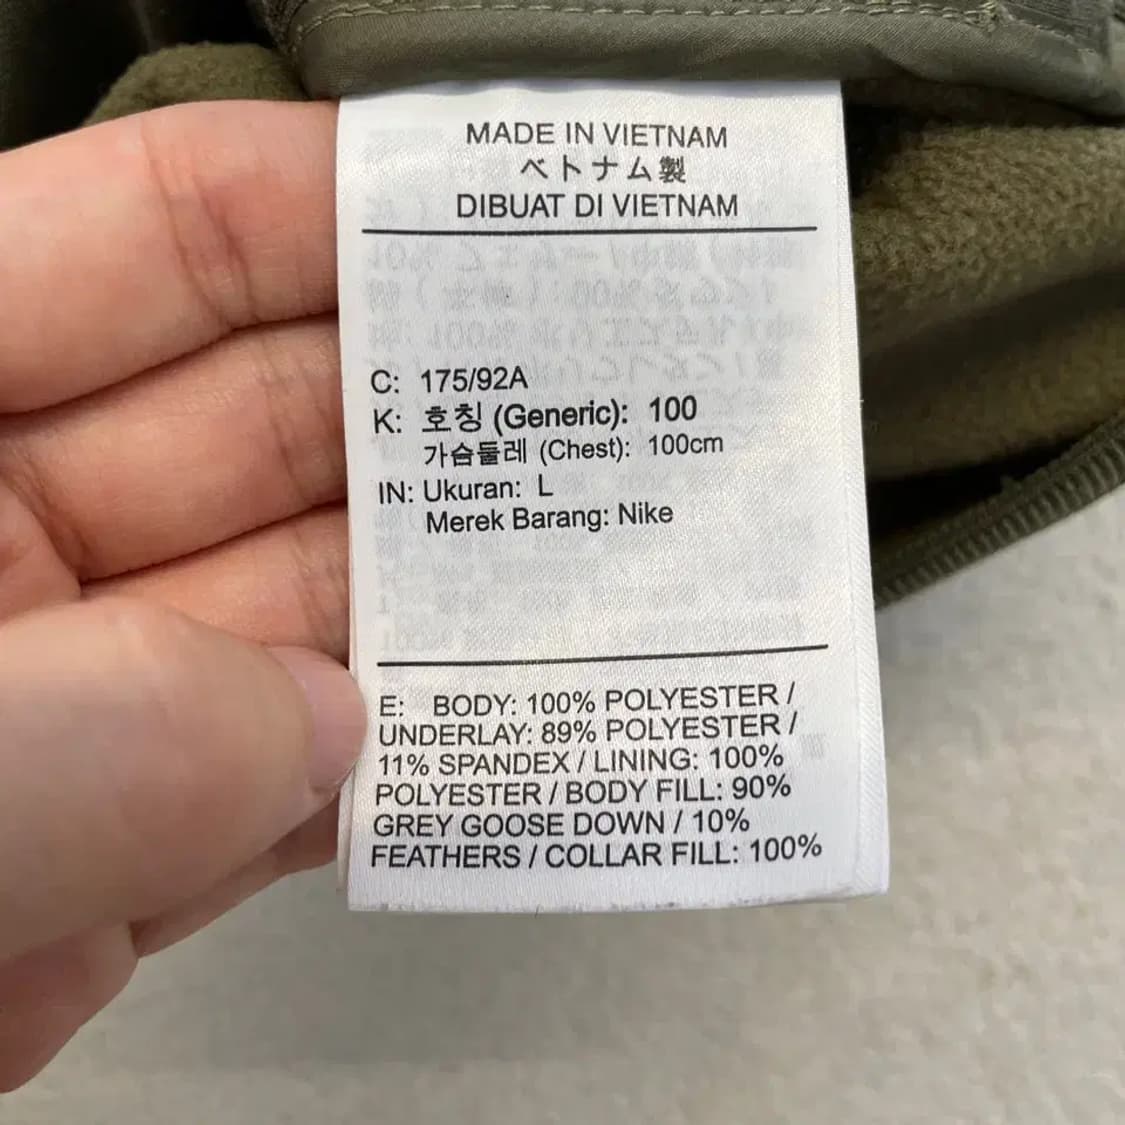 MADE IN VIETNAM
ベトナム製
DIBUAT DI VIETNAM
C: 175/92A
K: 호칭 (Generic): 100
가슴둘레 (Chest): 100cm
IN: Ukuran: L
Merek Barang: Nike
E: BODY: 100% POLYESTER /
UNDERLAY: 89% POLYESTER /
11% SPANDEX / LINING: 100%
POLYESTER / BODY FILL: 90%
GREY GOOSE DOWN / 10%
FEATHERS / COLLAR FILL: 100%